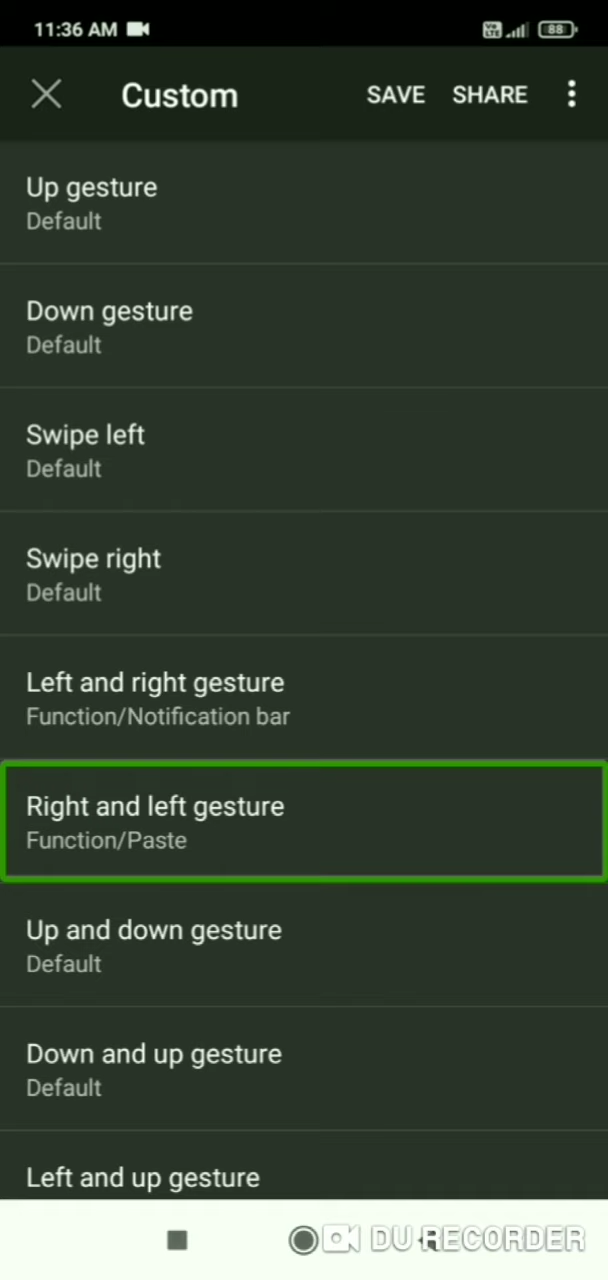 11:36 AM 88
Custom SAVE SHARE
Up gesture
Default
Down gesture
Default
Swipe left
Default
Swipe right
Default
Left and right gesture
Function/Notification bar
Right and left gesture
Function/Paste
Up and down gesture
Default
Down and up gesture
Default
Left and up gesture
DU RECORDER